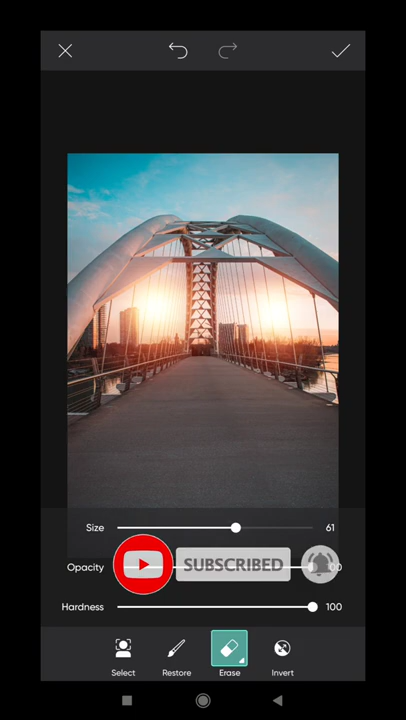 Size 61
Opacity
SUBSCRIBED
Hardness 100
Select Restore Erase Invert